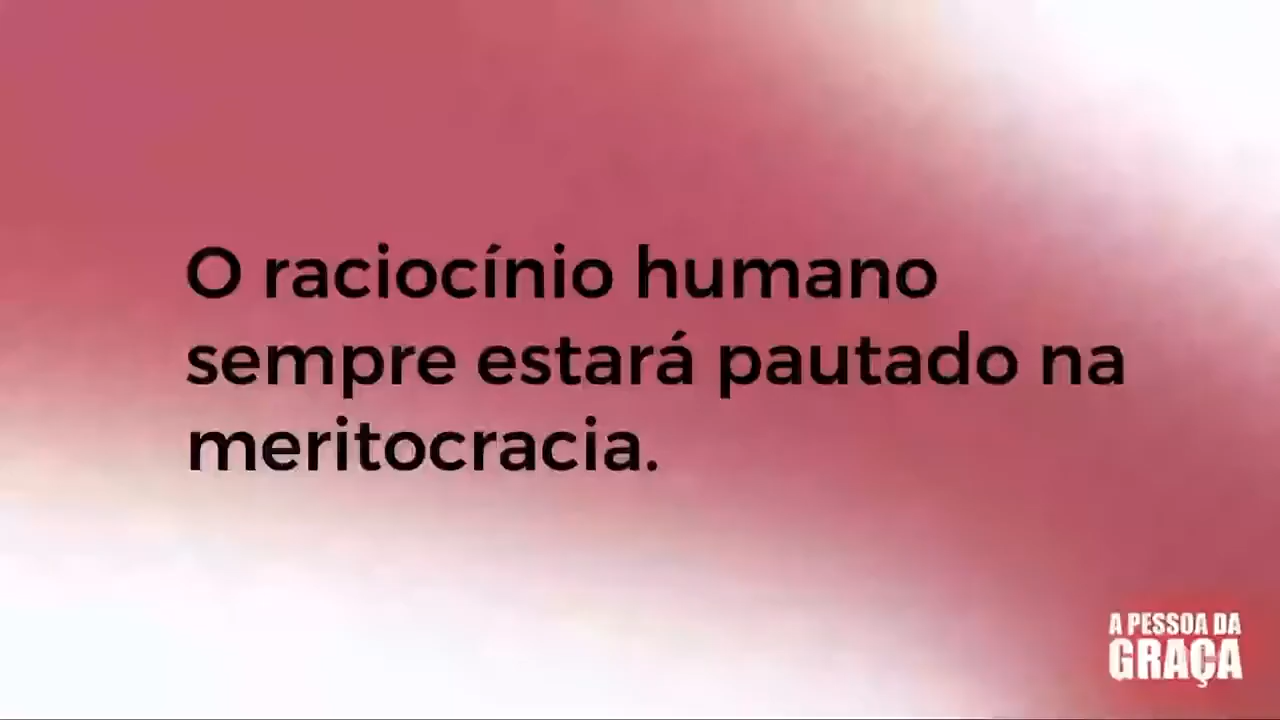 O raciocínio humano
sempre estará pautado na
meritocracia.
A PESSOA DA
GRAÇA